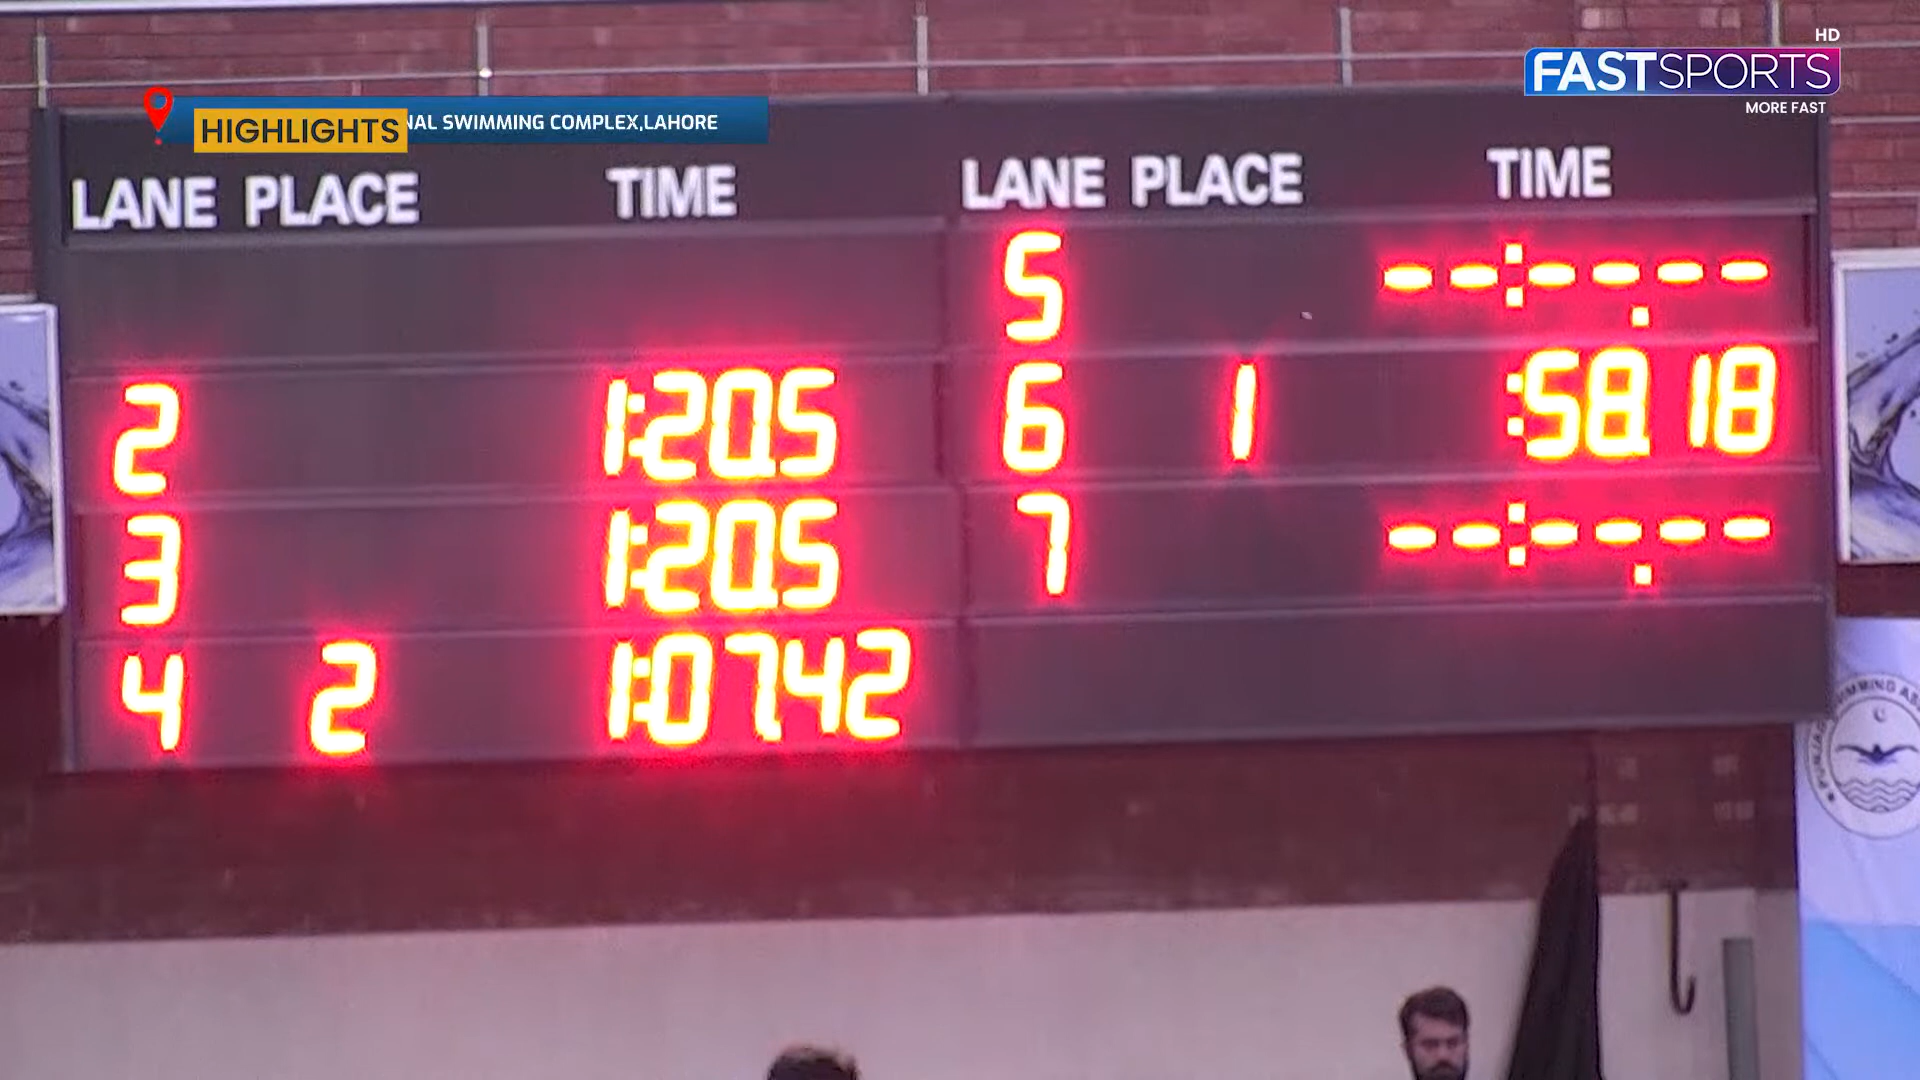 HD
FASTSPORTS
MORE FAST
HIGHLIGHTS
NAL SWIMMING COMPLEX,LAHORE
LANE PLACE TIME
2 1:20.5
3 1:20.5
4 2 1:07.42
LANE PLACE TIME
5 --:--.--
6 1 :58.18
7 --:--.--